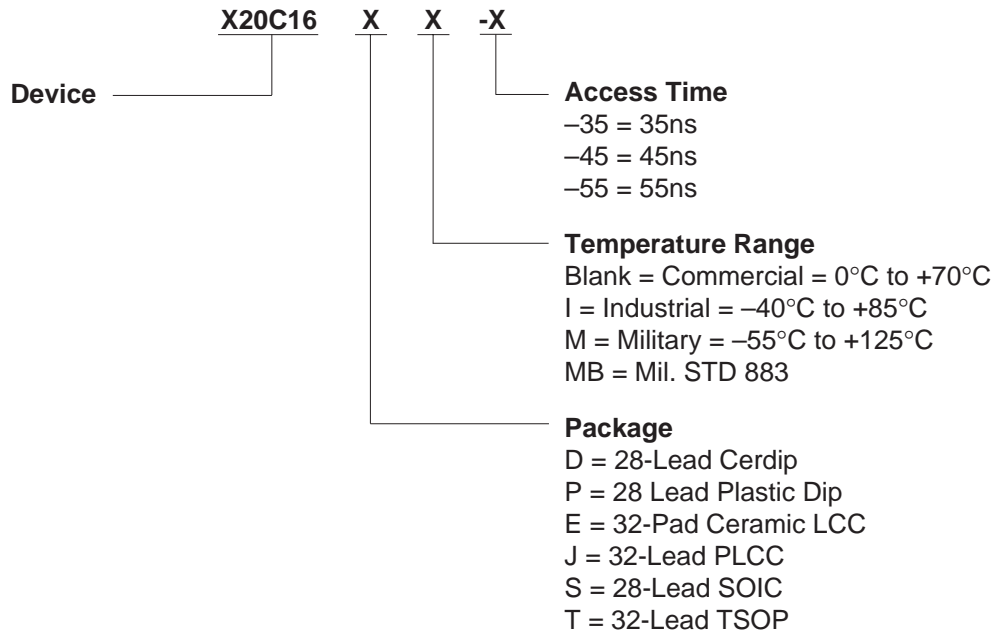 X20C16 X X -X
Device
Access Time
–35 = 35ns
–45 = 45ns
–55 = 55ns
Temperature Range
Blank = Commercial = 0°C to +70°C
I = Industrial = –40°C to +85°C
M = Military = –55°C to +125°C
MB = Mil. STD 883
Package
D = 28-Lead Cerdip
P = 28 Lead Plastic Dip
E = 32-Pad Ceramic LCC
J = 32-Lead PLCC
S = 28-Lead SOIC
T = 32-Lead TSOP